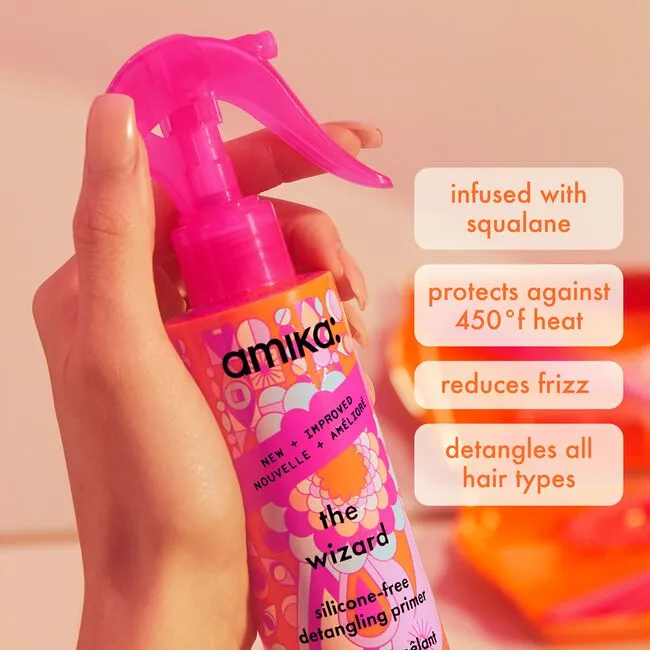 amika:
NEW + IMPROVED
NOUVELLE + AMÉLIORÉ
the
wizard
silicone-free
detangling primer
infused with
squalane
protects against
450°f heat
reduces frizz
detangles all
hair types